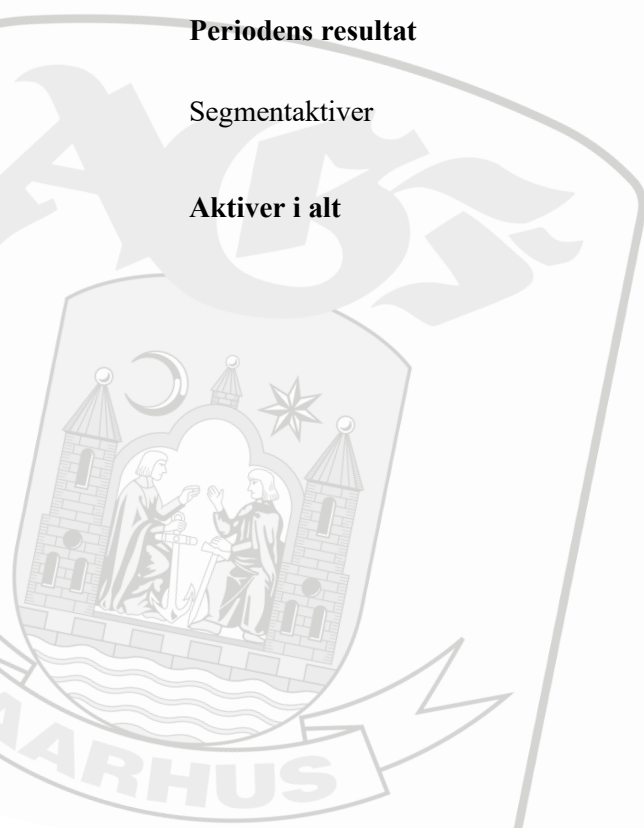 Periodens resultat
Segmentaktiver
Aktiver i alt
AGF
AARHUS